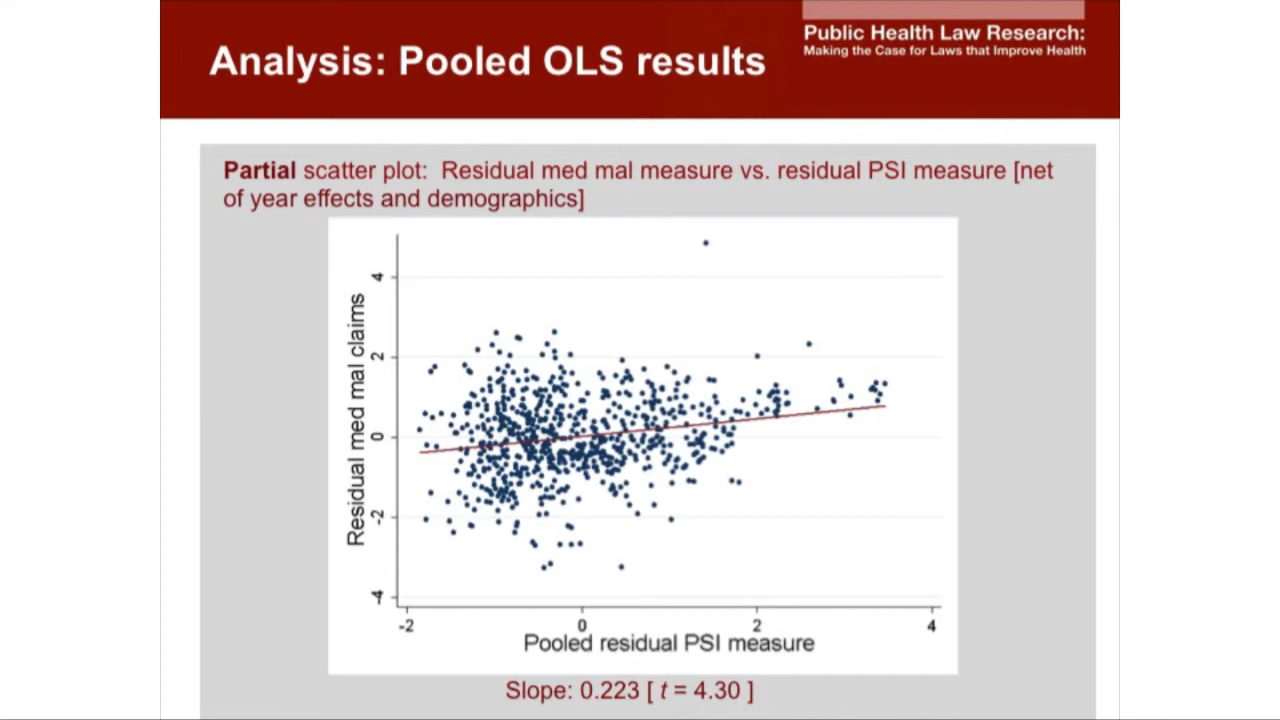 Analysis: Pooled OLS results
Public Health Law Research:
Making the Case for Laws that Improve Health
Partial scatter plot: Residual med mal measure vs. residual PSI measure [net
of year effects and demographics]
Residual med mal claims
4
2
0
-2
-4
-2 0 2 4
Pooled residual PSI measure
Slope: 0.223 [ t = 4.30 ]